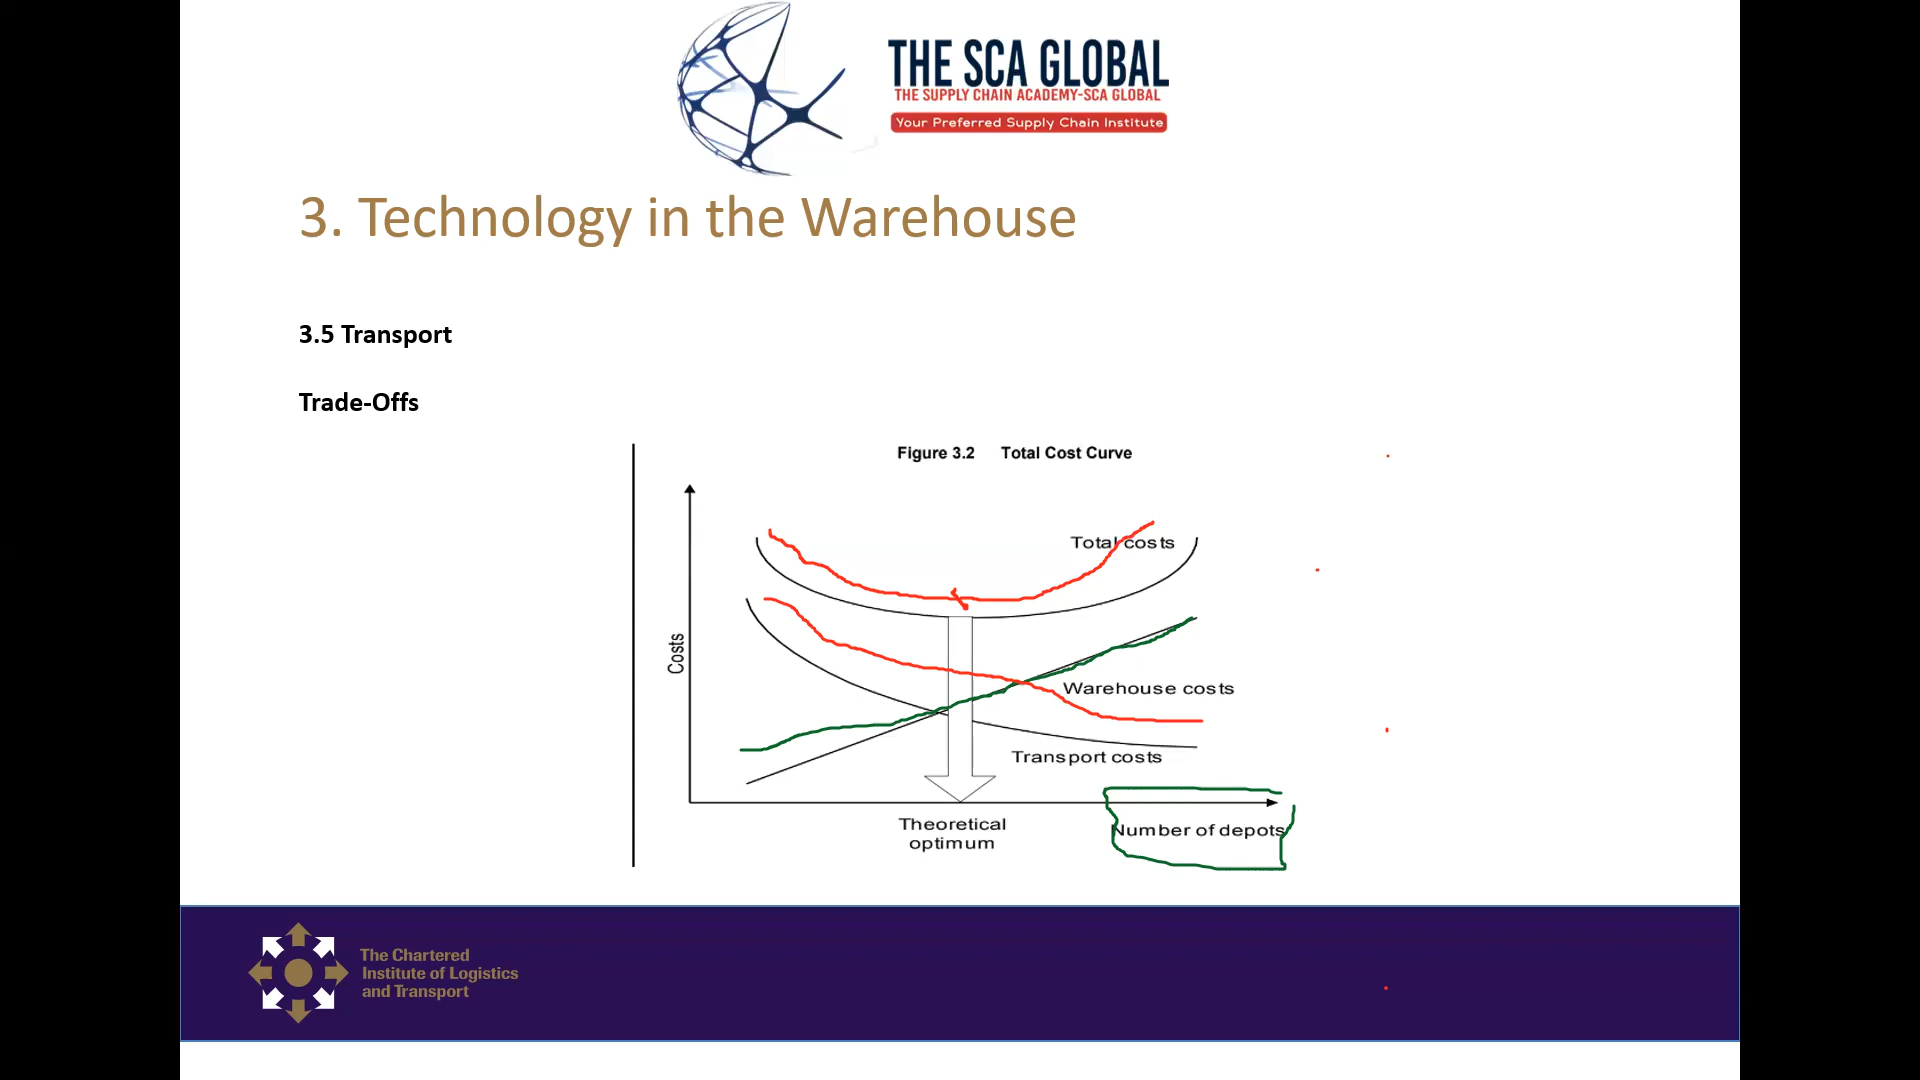 THE SCA GLOBAL
THE SUPPLY CHAIN ACADEMY-SCA GLOBAL
Your Preferred Supply Chain Institute
3. Technology in the Warehouse
3.5 Transport
Trade-Offs
Figure 3.2 Total Cost Curve
Total costs
Costs
Warehouse costs
Transport costs
Theoretical
optimum
Number of depots
The Chartered
Institute of Logistics
and Transport